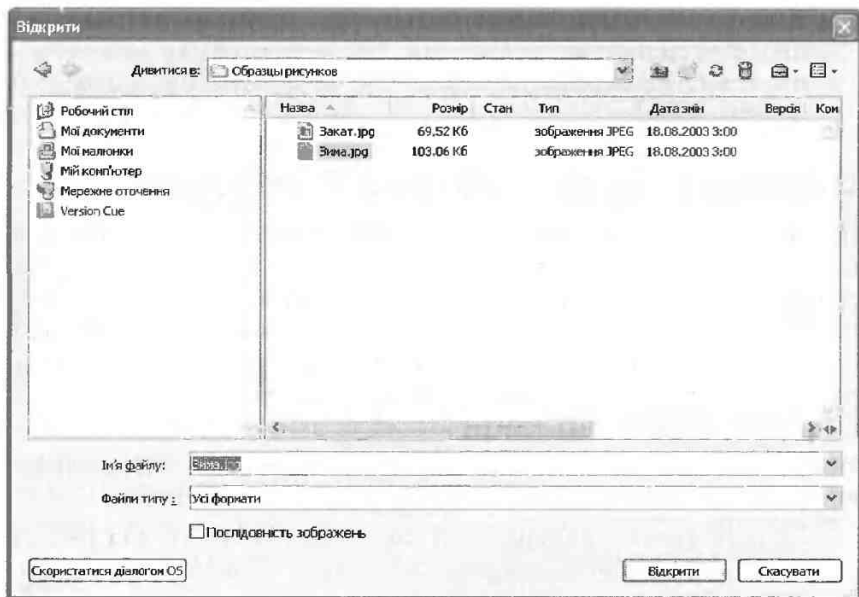 Відкрити
Дивитися в: Образцы рисунков
Робочий стіл
Мої документи
Мої малюнки
Мій комп'ютер
Мережне оточення
Version Cue
Назва Розмір Стан Тип Дата змін Версія Ком
Закат.jpg 69,52 Кб зображення JPEG 18.08.2003 3:00
Зима.jpg 103.06 Кб зображення JPEG 18.08.2003 3:00
Ім'я файлу: Зима.jpg
Файли типу : Усі формати
Послідовність зображень
Скористатися діалогом OS Відкрити Скасувати